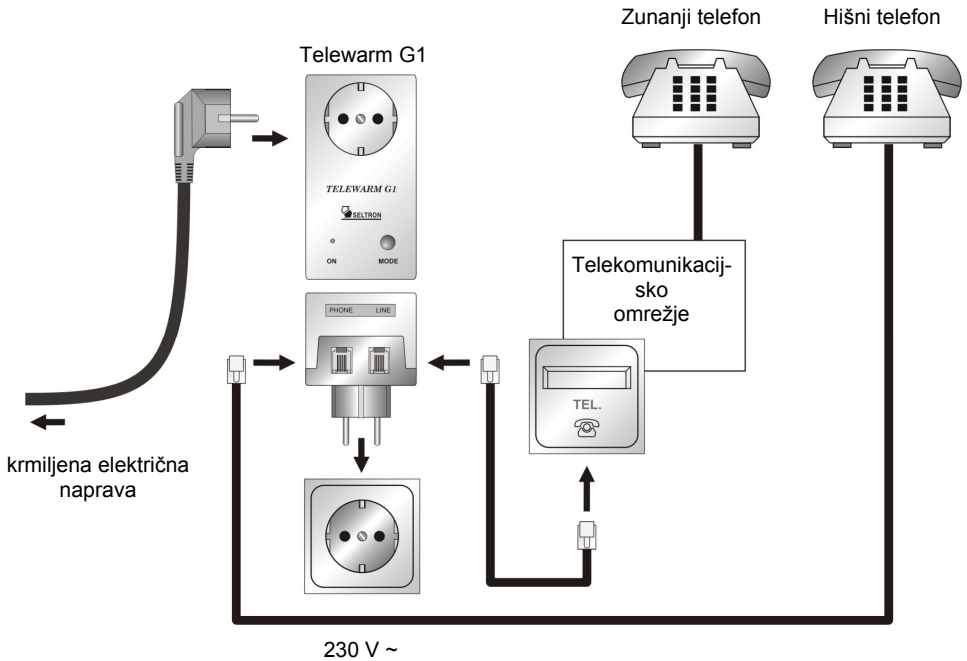 Zunanji telefon
Hišni telefon
Telewarm G1
TELEWARM G1
SELTRON
ON
MODE
PHONE
LINE
Telekomunikacij-
sko
omrežje
TEL.
krmiljena električna
naprava
230 V ~